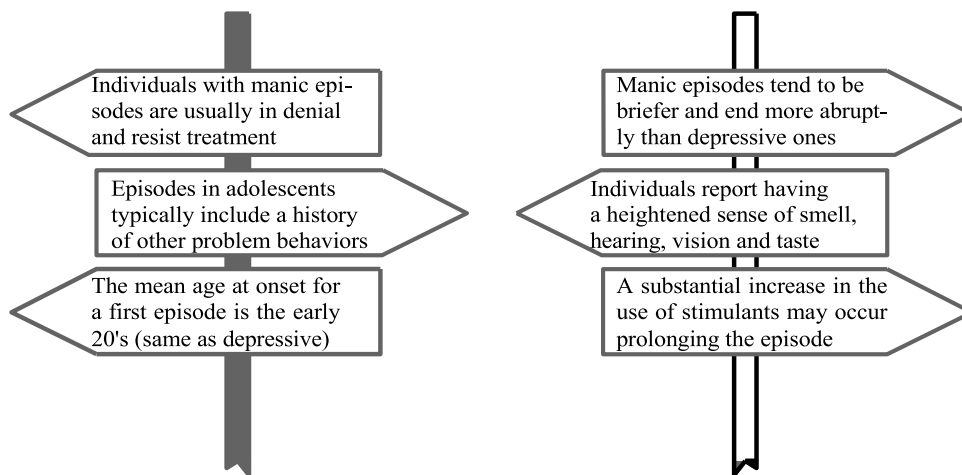 Individuals with manic epi-
sodes are usually in denial
and resist treatment
Episodes in adolescents
typically include a history
of other problem behaviors
The mean age at onset for
a first episode is the early
20's (same as depressive)
Manic episodes tend to be
briefer and end more abrupt-
ly than depressive ones
Individuals report having
a heightened sense of smell,
hearing, vision and taste
A substantial increase in the
use of stimulants may occur
prolonging the episode